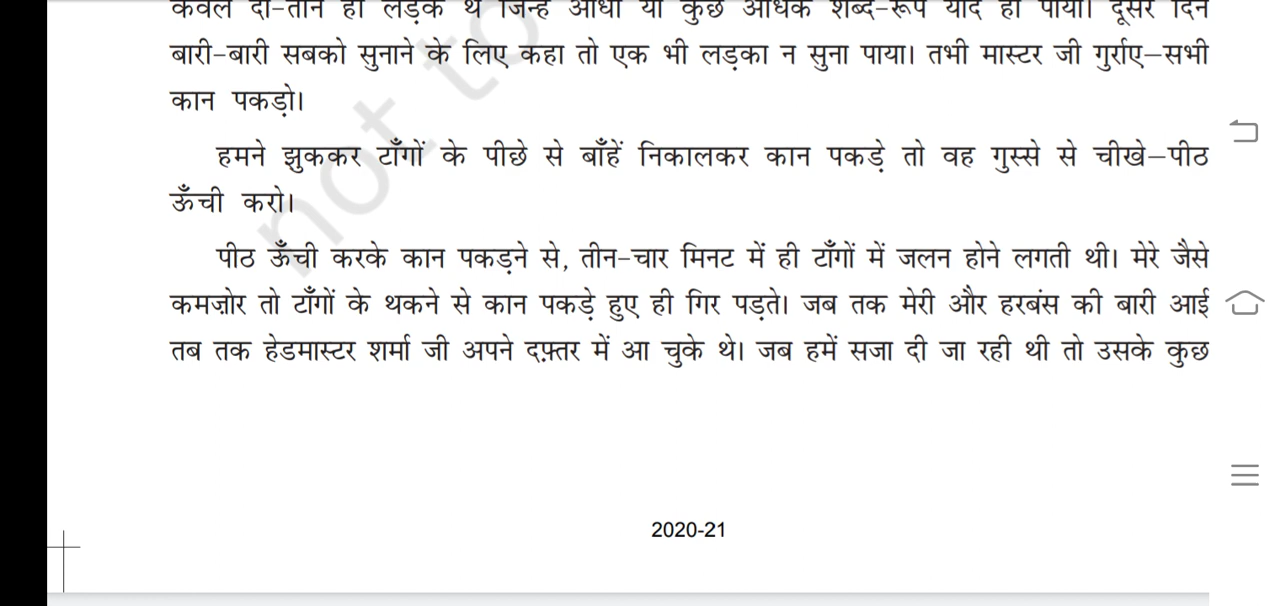 केवल दो-तीन ही लड़के थे जिन्हें आधी या कुछ अधिक शब्द-रूप याद हो पाया। दूसरे दिन
बारी-बारी सबको सुनाने के लिए कहा तो एक भी लड़का न सुना पाया। तभी मास्टर जी गुर्राए–सभी
कान पकड़ो।
हमने झुककर टाँगों के पीछे से बाँहें निकालकर कान पकड़े तो वह गुस्से से चीखे–पीठ
ऊँची करो।
पीठ ऊँची करके कान पकड़ने से, तीन-चार मिनट में ही टाँगों में जलन होने लगती थी। मेरे जैसे
कमज़ोर तो टाँगों के थकने से कान पकड़े हुए ही गिर पड़ते। जब तक मेरी और हरबंस की बारी आई
तब तक हेडमास्टर शर्मा जी अपने दफ़्तर में आ चुके थे। जब हमें सजा दी जा रही थी तो उसके कुछ
not to
2020-21